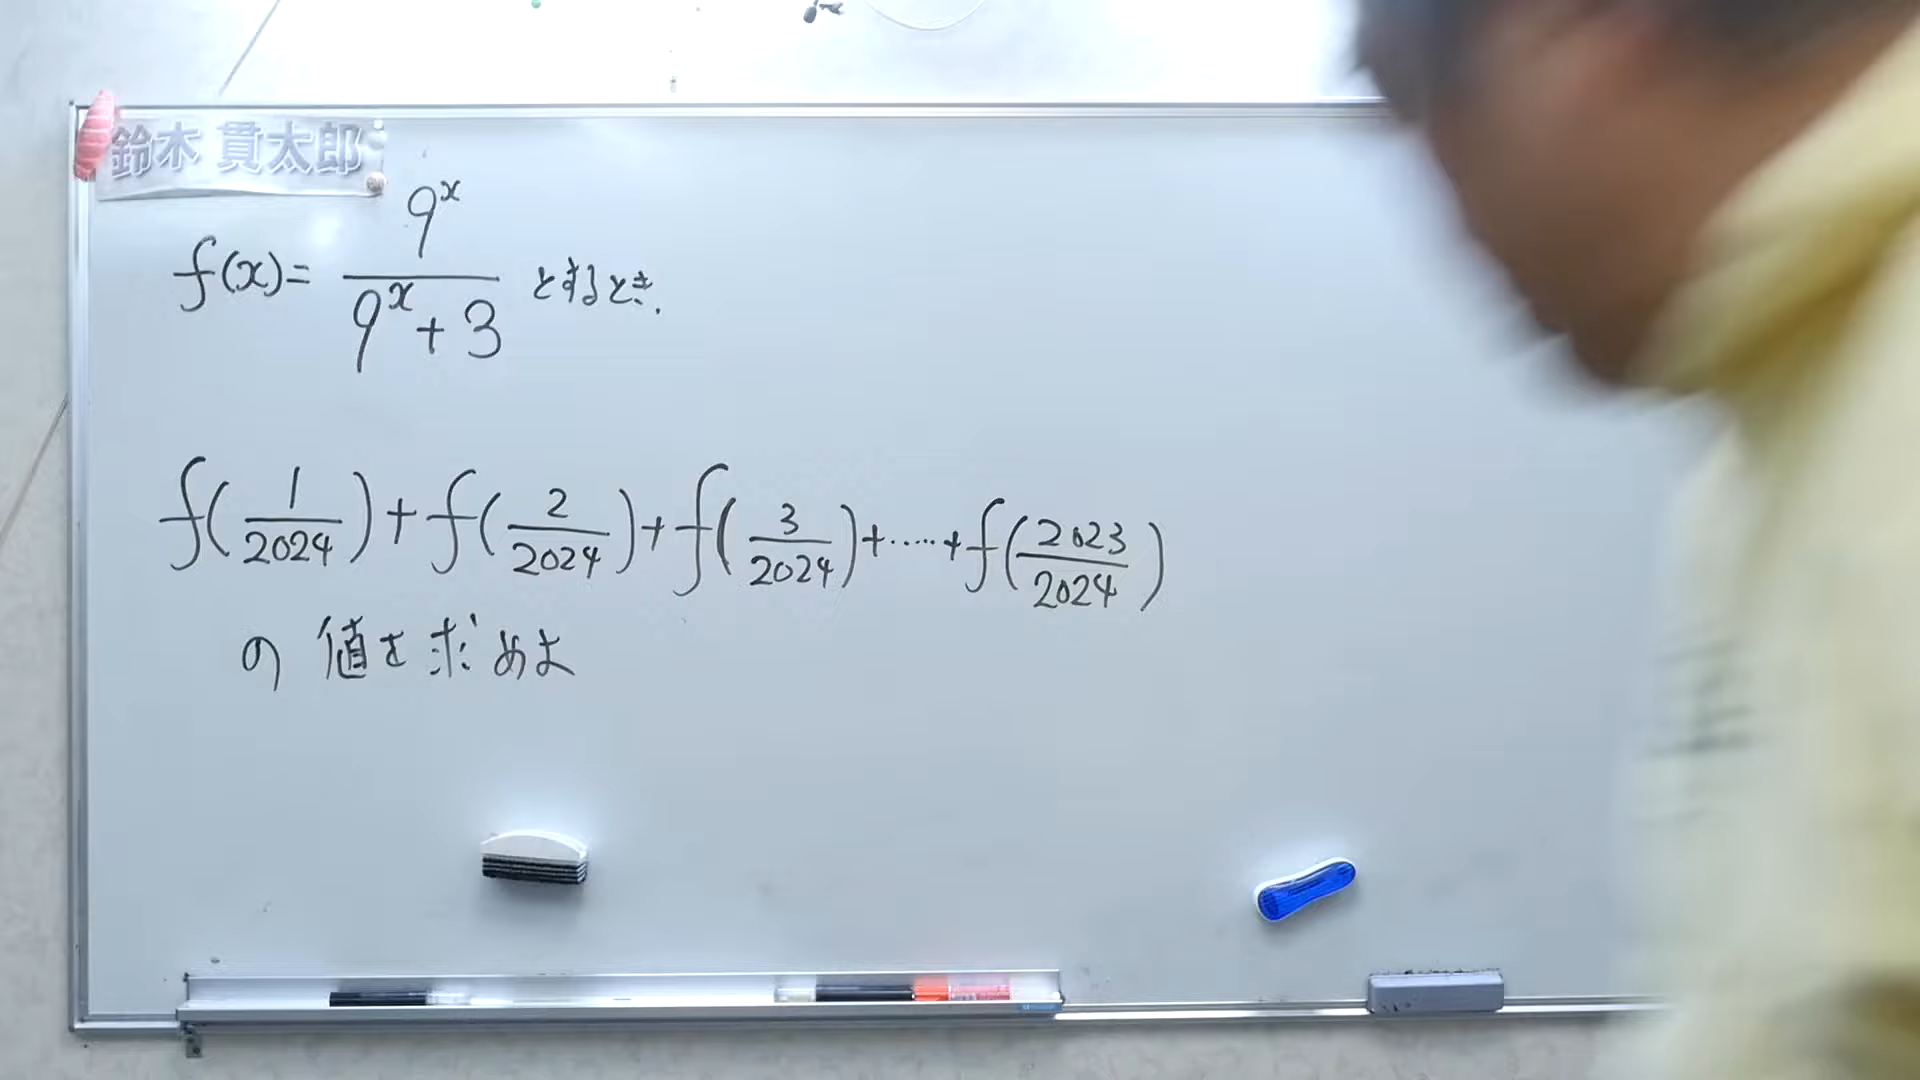 鈴木 貫太郎
f(x) = 9^x / (9^x + 3) とするとき.
f(1/2024) + f(2/2024) + f(3/2024) + ····· + f(2023/2024)
の 値を求めよ